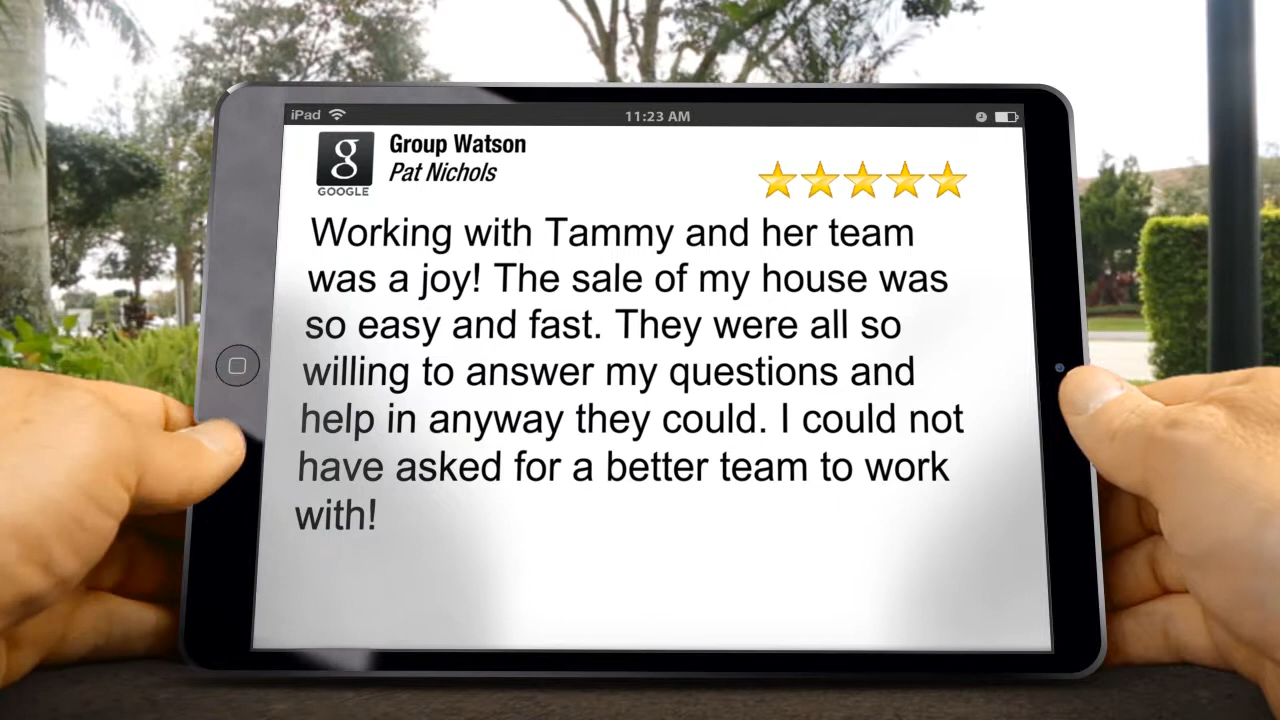 iPad
11:23 AM
g
GOOGLE
Group Watson
Pat Nichols
Working with Tammy and her team
was a joy! The sale of my house was
so easy and fast. They were all so
willing to answer my questions and
help in anyway they could. I could not
have asked for a better team to work
with!